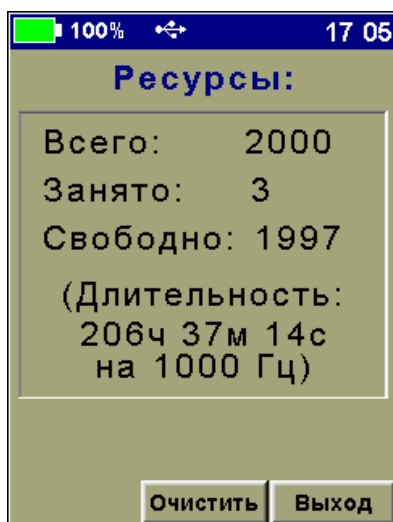 100% 17 05
Ресурсы:
Всего: 2000
Занято: 3
Свободно: 1997
(Длительность:
206ч 37м 14с
на 1000 Гц)
Очистить Выход